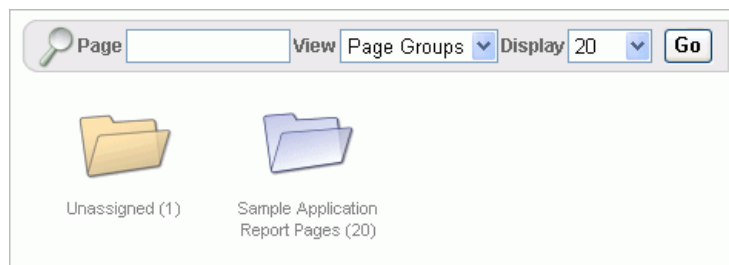 Page View Page Groups Display 20 Go
Unassigned (1)
Sample Application
Report Pages (20)